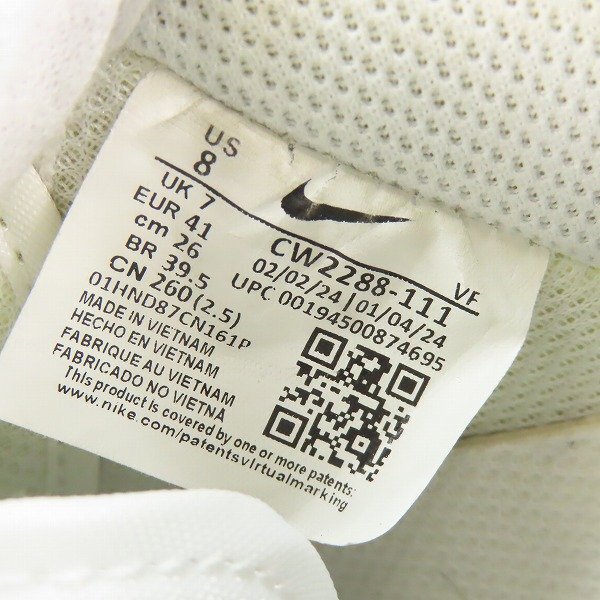 US
8
UK 7
EUR 41
cm 26
BR 39.5
CN 260 (2.5)
01HND87CN161P
CW2288-111
VF
02/02/24 | 01/04/24
UPC 00194500874695
MADE IN VIETNAM
HECHO EN VIETNAM
FABRIQUE AU VIETNAM
FABRICADO NO VIETNA
This product is covered by one or more patents:
www.nike.com/patentsvirtualmarking